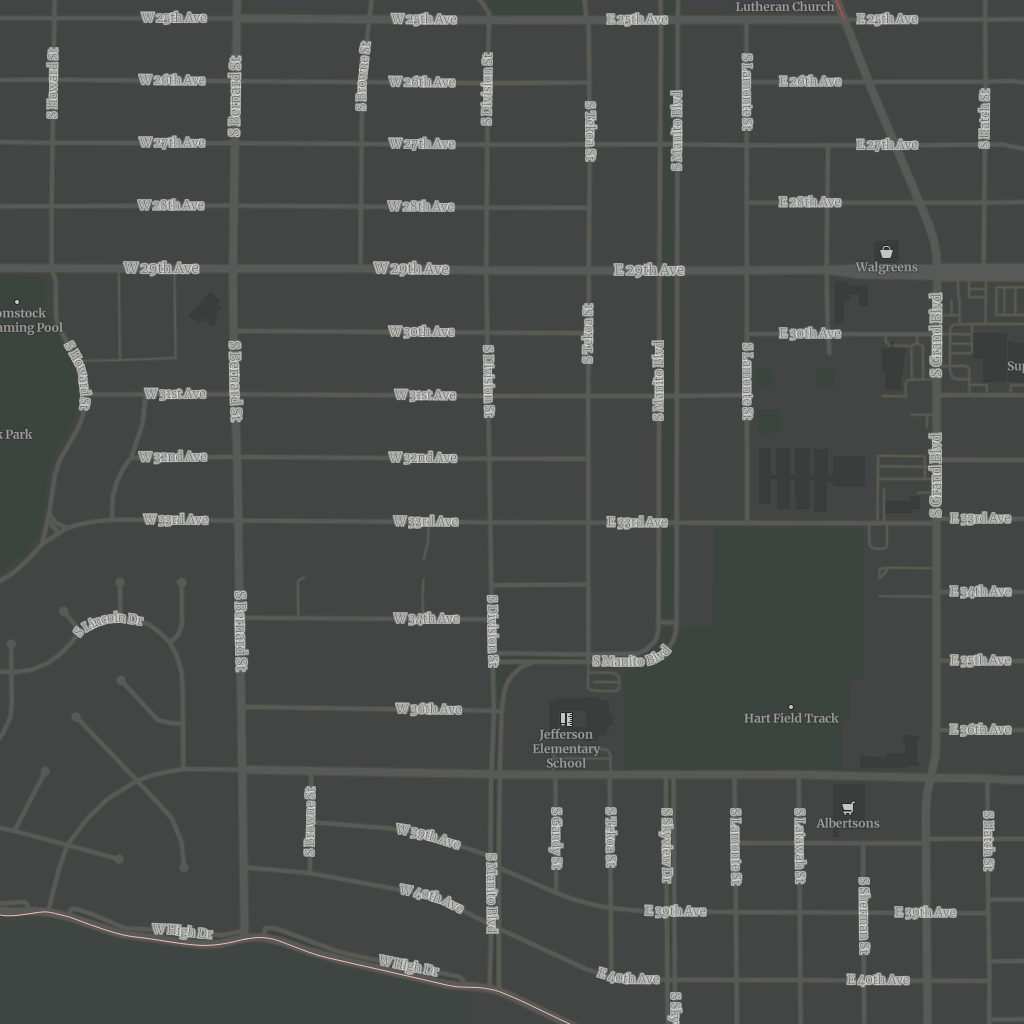 Lutheran Church
W 25th Ave
W 25th Ave
E 25th Ave
E 25th Ave
S Howard St
S Bernard St
S Browne St
S Division St
S Tekoa St
S Manito Blvd
S Lamonte St
S Hatch St
W 26th Ave
W 26th Ave
E 26th Ave
W 27th Ave
W 27th Ave
E 27th Ave
W 28th Ave
W 28th Ave
E 28th Ave
W 29th Ave
W 29th Ave
E 29th Ave
Walgreens
omstock
mming Pool
S Howard St
S Bernard St
S Division St
S Tekoa St
S Manito Blvd
S Lamonte St
S Grand Blvd
W 30th Ave
E 30th Ave
Sup
W 31st Ave
W 31st Ave
k Park
W 32nd Ave
W 32nd Ave
S Grand Blvd
W 33rd Ave
W 33rd Ave
E 33rd Ave
E 33rd Ave
E 34th Ave
S Lincoln Dr
S Bernard St
W 34th Ave
S Division St
S Manito Blvd
E 35th Ave
W 36th Ave
Hart Field Track
E 36th Ave
Jefferson
Elementary
School
S Browne St
W 39th Ave
S Gandy St
S Tekoa St
S Skyview Dr
S Lamonte St
S Latawah St
Albertsons
S Hatch St
W 40th Ave
S Manito Blvd
E 39th Ave
S Sherman St
E 39th Ave
W High Dr
W High Dr
E 40th Ave
E 40th Ave
S Sky